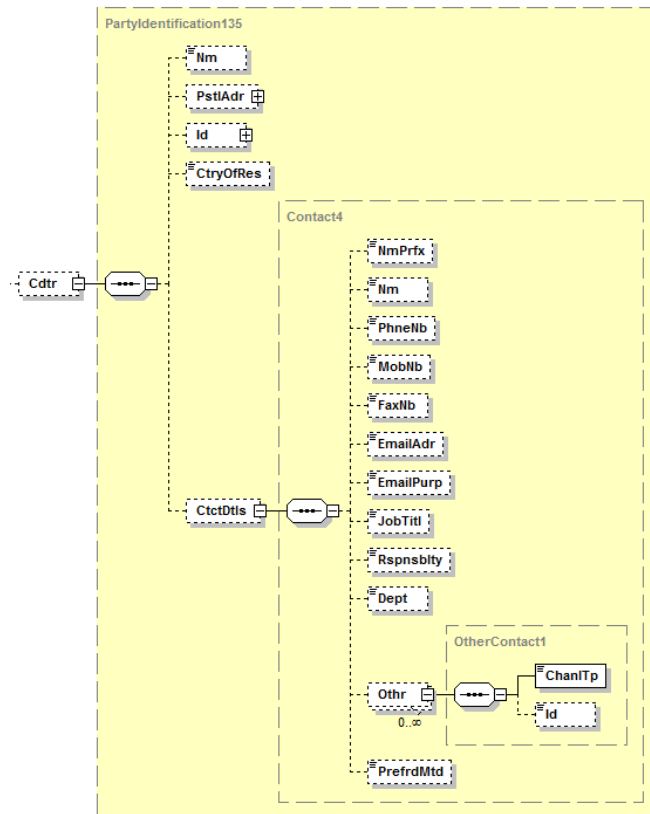 PartyIdentification135
Nm
PstlAdr
Id
CtryOfRes
Contact4
NmPrfx
Nm
Cdtr
PhneNb
MobNb
FaxNb
EmailAdr
EmailPurp
CtctDtls
JobTitl
Rspnsblty
Dept
OtherContact1
ChanlTp
Othr
Id
0..∞
PrefrdMtd